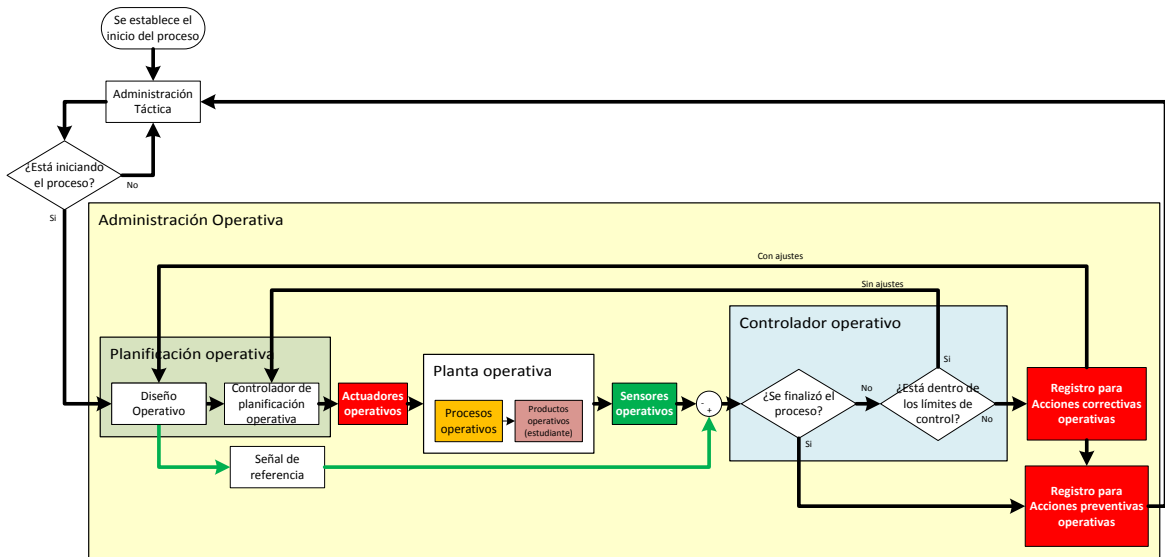 Se establece el
inicio del proceso
Administración
Táctica
¿Está iniciando
el proceso?
No
Si
Administración Operativa
Con ajustes
Sin ajustes
Controlador operativo
Planificación operativa
Diseño
Operativo
Controlador de
planificación
operativa
Actuadores
operativos
Planta operativa
Procesos
operativos
Productos
operativos
(estudiante)
Sensores
operativos
-
+
¿Se finalizó el
proceso?
No
Si
¿Está dentro de
los límites de
control?
Si
No
Registro para
Acciones correctivas
operativas
Señal de
referencia
Registro para
Acciones preventivas
operativas